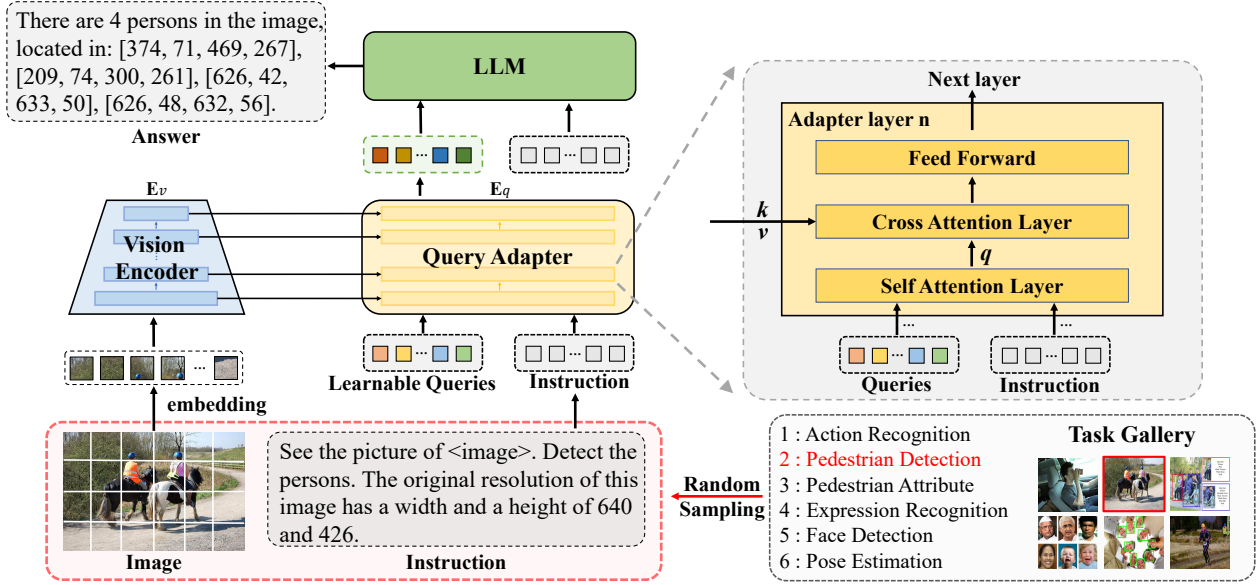 There are 4 persons in the image,
located in: [374, 71, 469, 267],
[209, 74, 300, 261], [626, 42,
633, 50], [626, 48, 632, 56].
Answer
LLM
...
...
Ev
Eq
Vision
Encoder
Query Adapter
...
...
...
Learnable Queries
Instruction
embedding
See the picture of <image>. Detect the
persons. The original resolution of this
image has a width and a height of 640
and 426.
Image
Instruction
Next layer
Adapter layer n
Feed Forward
k
v
Cross Attention Layer
q
Self Attention Layer
...
...
...
...
Queries
Instruction
Random
Sampling
Task Gallery
1 : Action Recognition
2 : Pedestrian Detection
3 : Pedestrian Attribute
4 : Expression Recognition
5 : Face Detection
6 : Pose Estimation